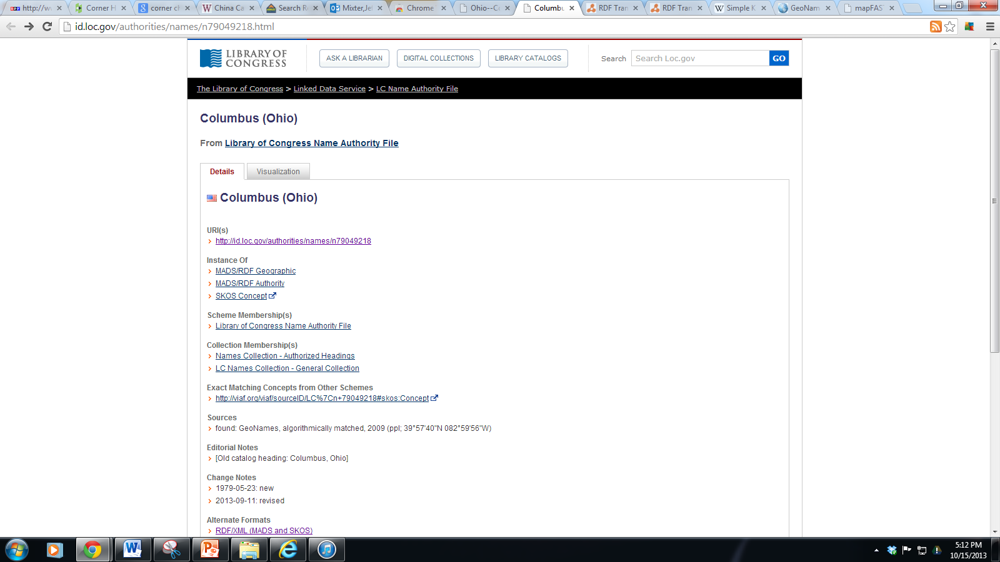 http://w
Corner H
corner ch
China Ca
Search R
Mixter,Je
Chrome
Ohio--Co
Columbu
RDF Tran
RDF Tran
Simple K
GeoNam
mapFAS
id.loc.gov/authorities/names/n79049218.html
LIBRARY OF
CONGRESS
ASK A LIBRARIAN
DIGITAL COLLECTIONS
LIBRARY CATALOGS
Search
Search Loc.gov
GO
The Library of Congress > Linked Data Service > LC Name Authority File
Columbus (Ohio)
From Library of Congress Name Authority File
Details
Visualization
Columbus (Ohio)
URI(s)
http://id.loc.gov/authorities/names/n79049218
Instance Of
MADS/RDF Geographic
MADS/RDF Authority
SKOS Concept
Scheme Membership(s)
Library of Congress Name Authority File
Collection Membership(s)
Names Collection - Authorized Headings
LC Names Collection - General Collection
Exact Matching Concepts from Other Schemes
http://viaf.org/viaf/sourceID/LC%7Cn+79049218#skos:Concept
Sources
found: GeoNames, algorithmically matched, 2009 (ppl; 39°57'40"N 082°59'56"W)
Editorial Notes
[Old catalog heading: Columbus, Ohio]
Change Notes
1979-05-23: new
2013-09-11: revised
Alternate Formats
RDF/XML (MADS and SKOS)
5:12 PM
10/15/2013